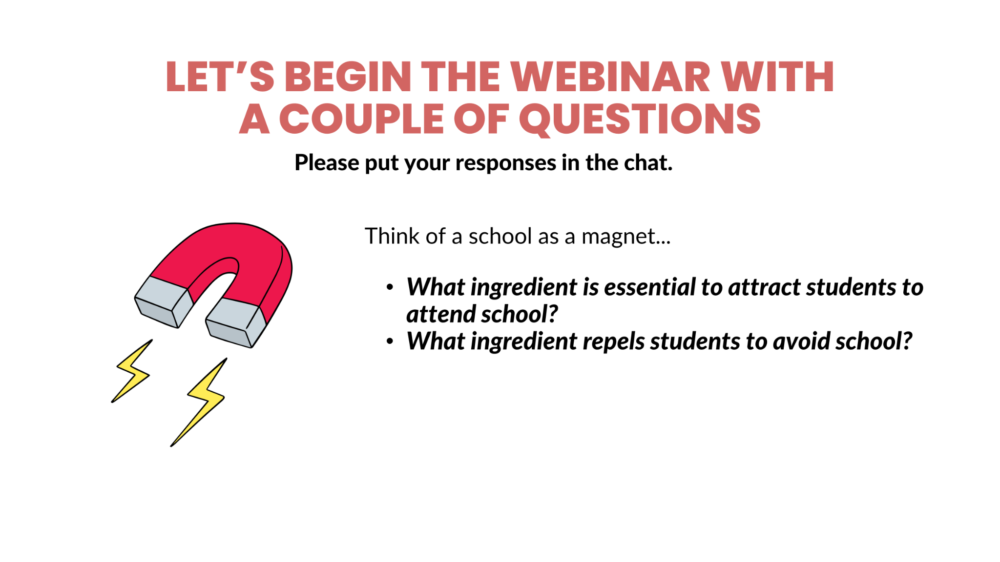 LET’S BEGIN THE WEBINAR WITH
A COUPLE OF QUESTIONS
Please put your responses in the chat.
Think of a school as a magnet...
• What ingredient is essential to attract students to
attend school?
• What ingredient repels students to avoid school?